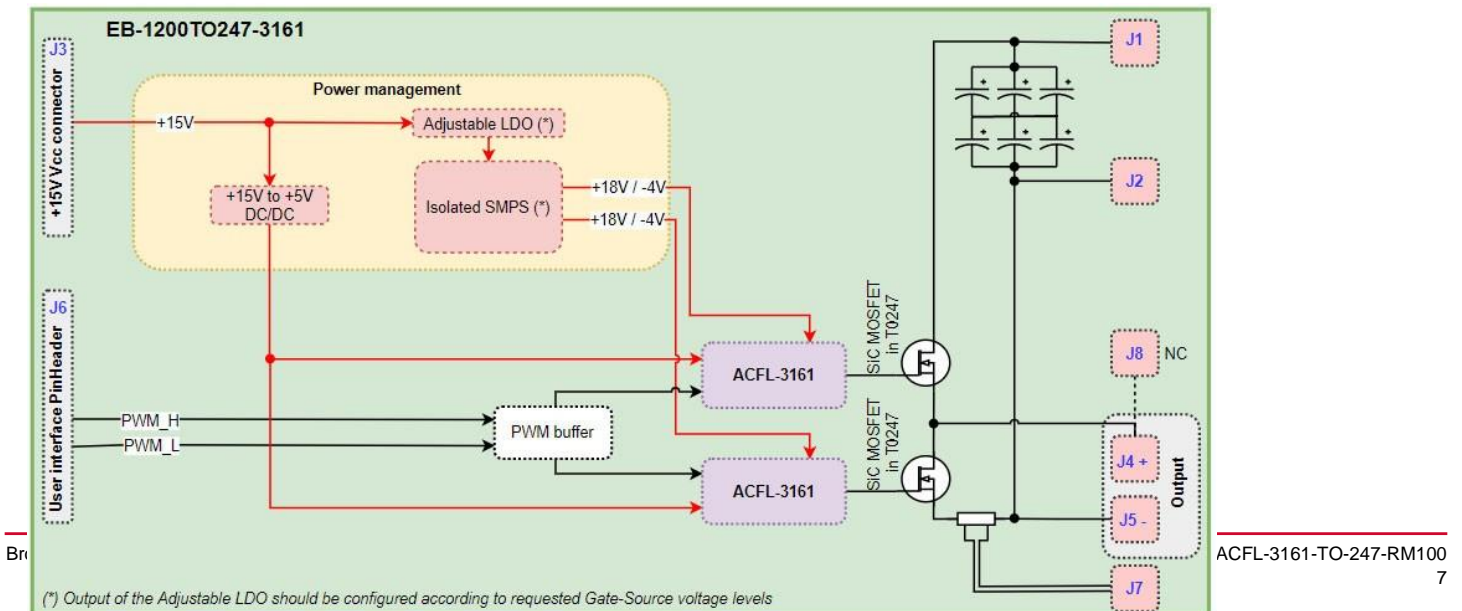 EB-1200TO247-3161
J3
+15V Vcc connector
Power management
+15V
Adjustable LDO (*)
+15V to +5V
DC/DC
Isolated SMPS (*)
+18V / -4V
+18V / -4V
J1
J2
J6
User interface PinHeader
PWM_H
PWM_L
PWM buffer
ACFL-3161
ACFL-3161
SiC MOSFET
in T0247
SiC MOSFET
in T0247
J8
NC
J4 +
J5 -
Output
J7
(*) Output of the Adjustable LDO should be configured according to requested Gate-Source voltage levels
ACFL-3161-TO-247-RM100
7